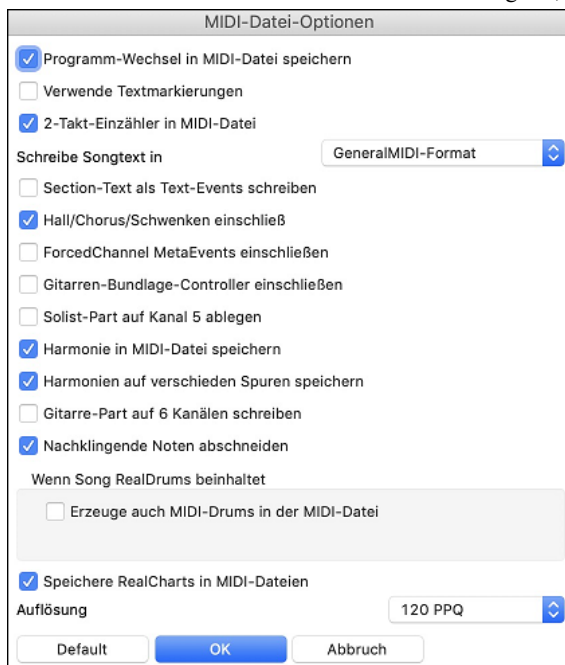 MIDI-Datei-Optionen
Programm-Wechsel in MIDI-Datei speichern
Verwende Textmarkierungen
2-Takt-Einzähler in MIDI-Datei
Schreibe Songtext in GeneralMIDI-Format
Section-Text als Text-Events schreiben
Hall/Chorus/Schwenken einschließ
ForcedChannel MetaEvents einschließen
Gitarren-Bundlage-Controller einschließen
Solist-Part auf Kanal 5 ablegen
Harmonie in MIDI-Datei speichern
Harmonien auf verschieden Spuren speichern
Gitarre-Part auf 6 Kanälen schreiben
Nachklingende Noten abschneiden
Wenn Song RealDrums beinhaltet
Erzeuge auch MIDI-Drums in der MIDI-Datei
Speichere RealCharts in MIDI-Dateien
Auflösung 120 PPQ
Default OK Abbruch